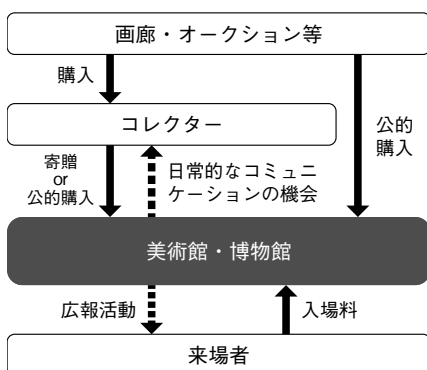 画廊・オークション等
購入
コレクター
公的
購入
寄贈
or
公的購入
日常的なコミュニ
ケーションの機会
美術館・博物館
広報活動
入場料
来場者